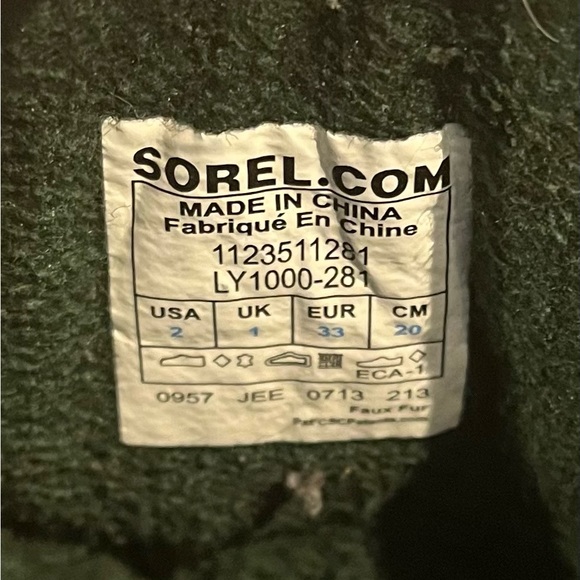 SOREL.COM
MADE IN CHINA
Fabriqué En Chine
1123511281
LY1000-281
USA UK EUR CM
2 1 33 20
ECA-1
0957 JEE 0713 213
Faux Fur